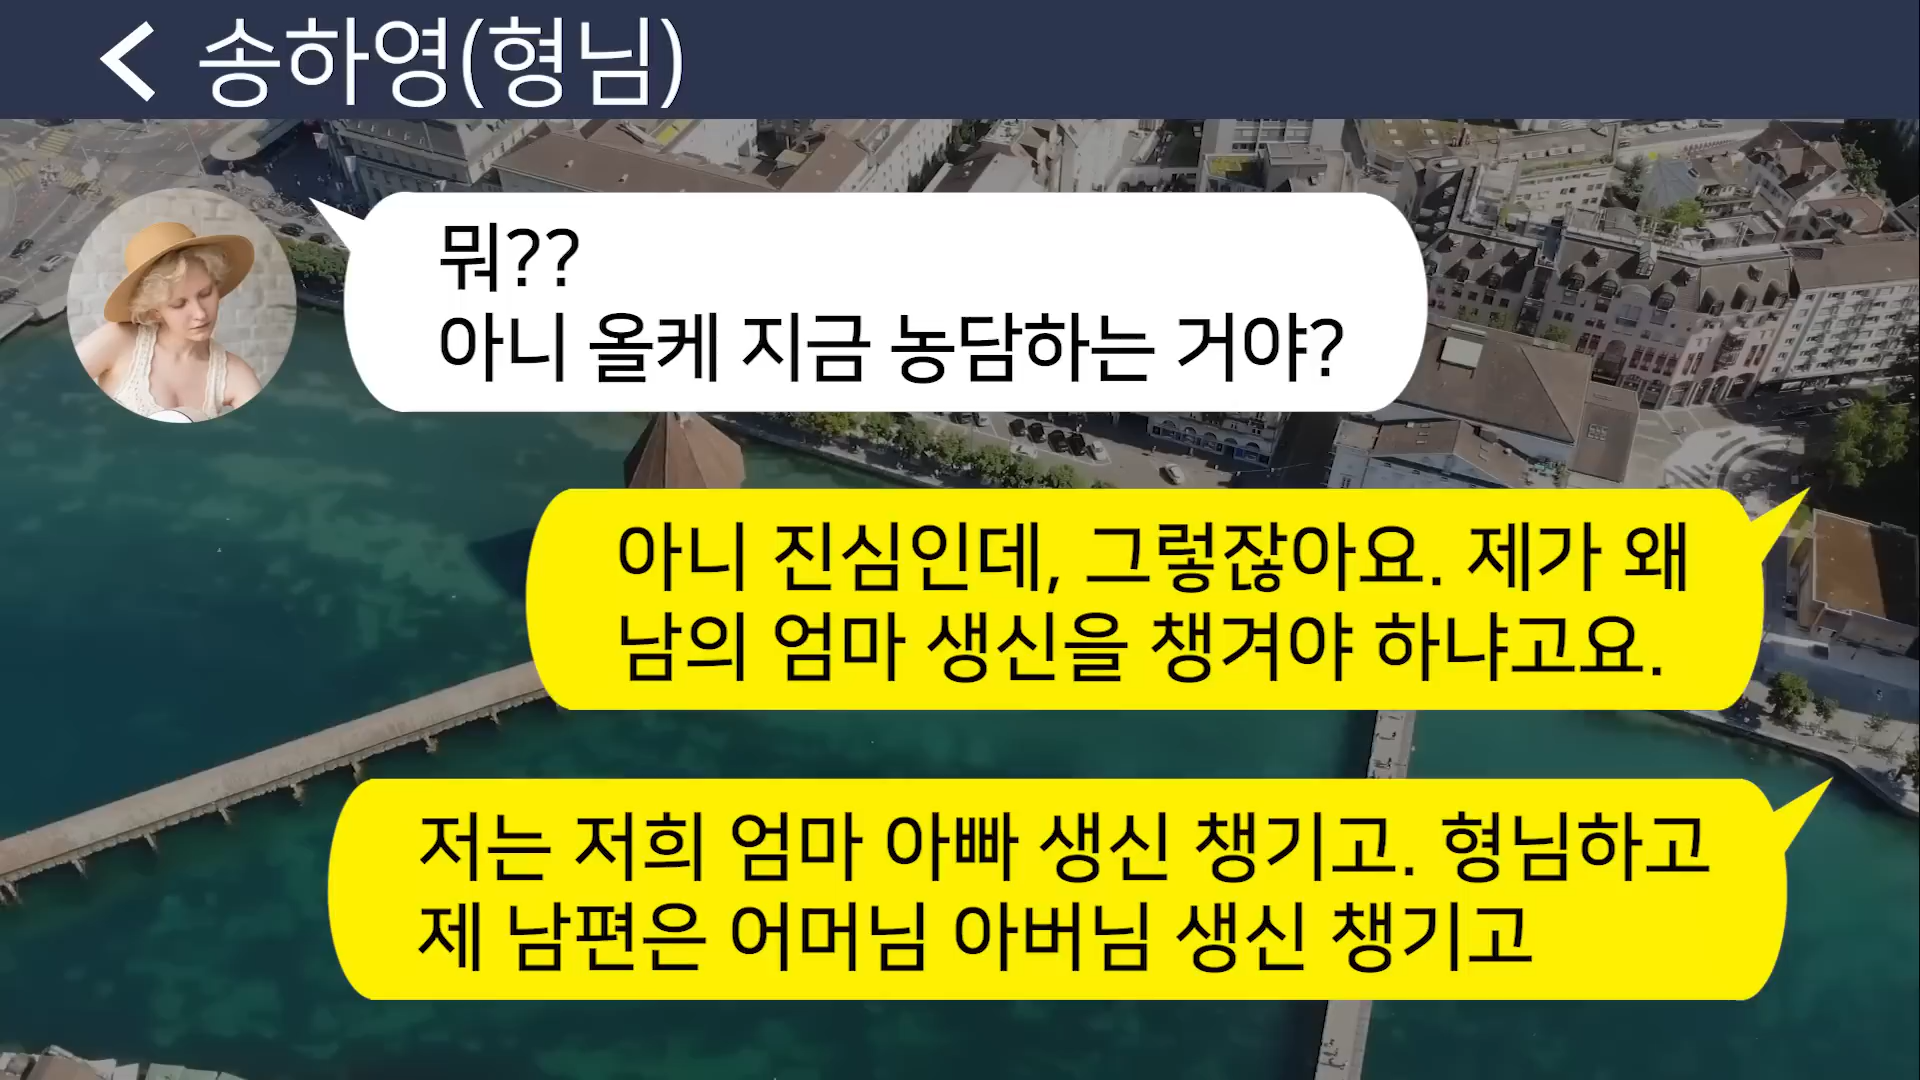 송하영(형님)
뭐??
아니 올케 지금 농담하는 거야?
아니 진심인데, 그렇잖아요. 제가 왜
남의 엄마 생신을 챙겨야 하냐고요.
저는 저희 엄마 아빠 생신 챙기고. 형님하고
제 남편은 어머님 아버님 생신 챙기고